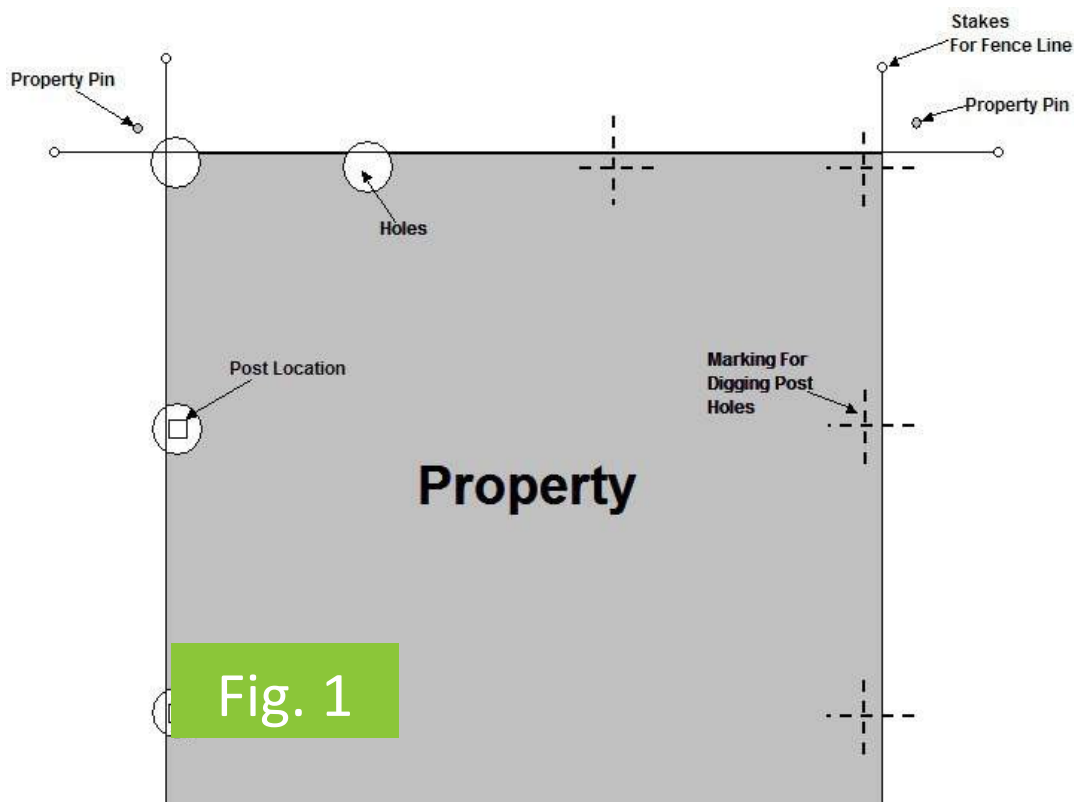 Stakes
For Fence Line
Property Pin
Property Pin
Holes
Post Location
Marking For
Digging Post
Holes
Property
Fig. 1